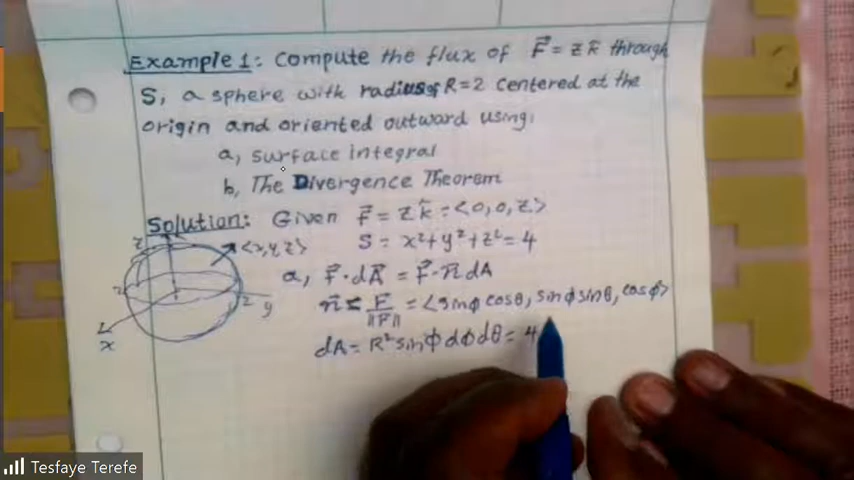 Example 1: Compute the flux of F⃗ = z k⃗ through
S, a sphere with radius of R=2 centered at the
origin and oriented outward using:
a, surface integral
b, The Divergence Theorem
Solution: Given F⃗ = z k⃗ = <0,0,z>
S = x²+y²+z² = 4
a, F⃗·dA⃗ = F⃗·n⃗ dA
n⃗ = r⃗/||r⃗|| = <sinφ cosθ, sinφ sinθ, cosφ>
dA = R² sinφ dφ dθ = 4
z
<x,y,z>
2
2
y
x
Tesfaye Terefe